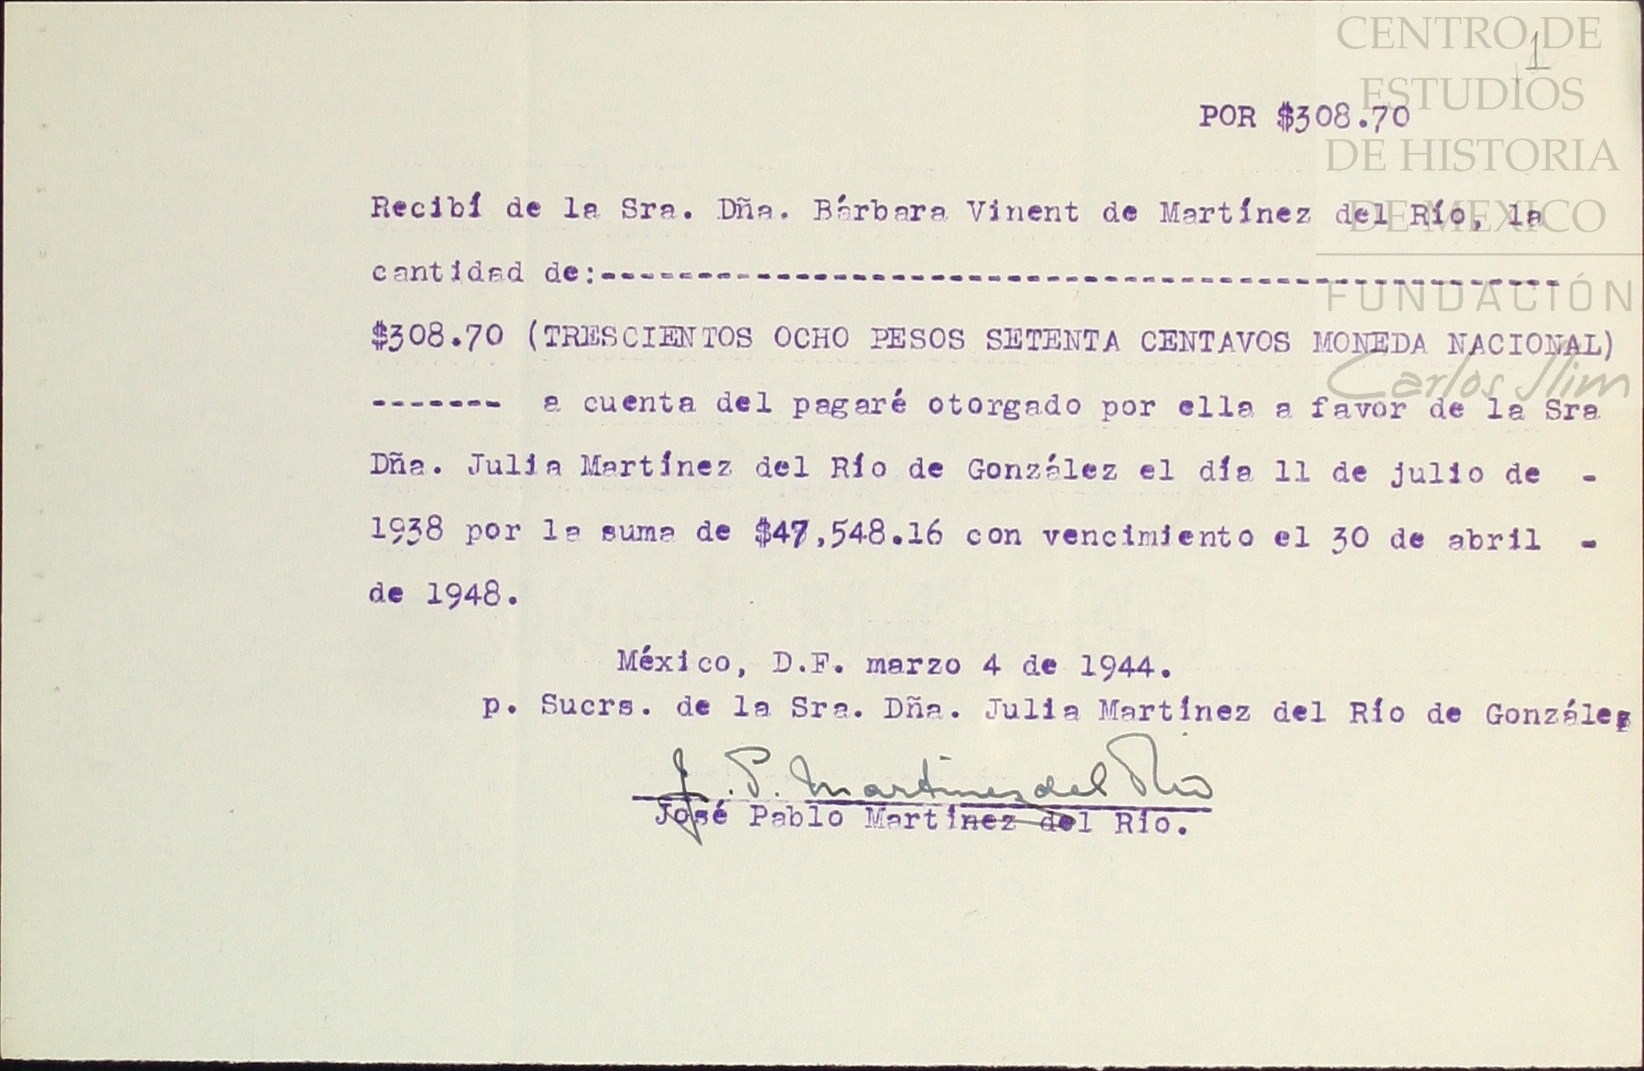 1
CENTRO DE
ESTUDIOS
DE HISTORIA
DE MEXICO
FUNDACIÓN
Carlos Slim
POR $308.70
Recibí de la Sra. Dña. Bárbara Vinent de Martínez del Río, la
cantidad de:--------------------------------------------------
$308.70 (TRESCIENTOS OCHO PESOS SETENTA CENTAVOS MONEDA NACIONAL)
------- a cuenta del pagaré otorgado por ella a favor de la Sra
Dña. Julia Martínez del Río de González el día 11 de julio de -
1938 por la suma de $47,548.16 con vencimiento el 30 de abril -
de 1948.
México, D.F. marzo 4 de 1944.
p. Sucrs. de la Sra. Dña. Julia Martínez del Río de González
J. P. Martinez del Rio
José Pablo Martínez del Río.